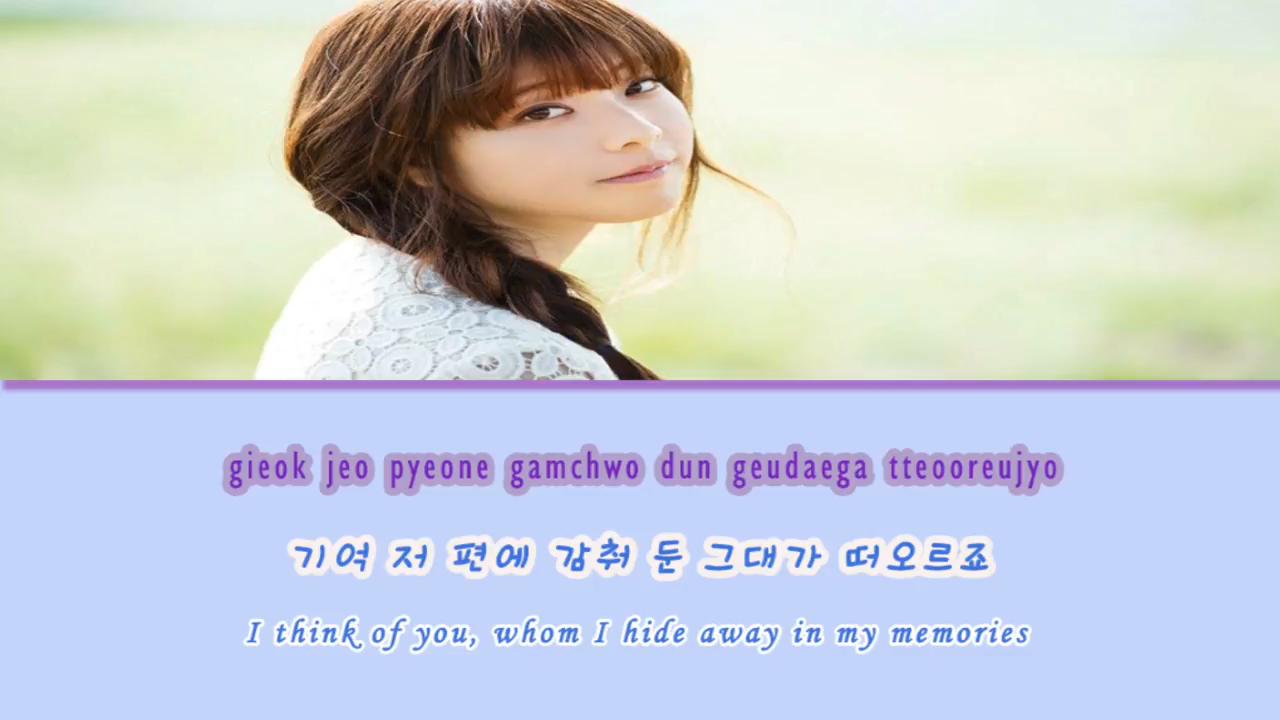 gieok jeo pyeone gamchwo dun geudaega tteooreujyo
기억 저 편에 감춰 둔 그대가 떠오르죠
I think of you, whom I hide away in my memories